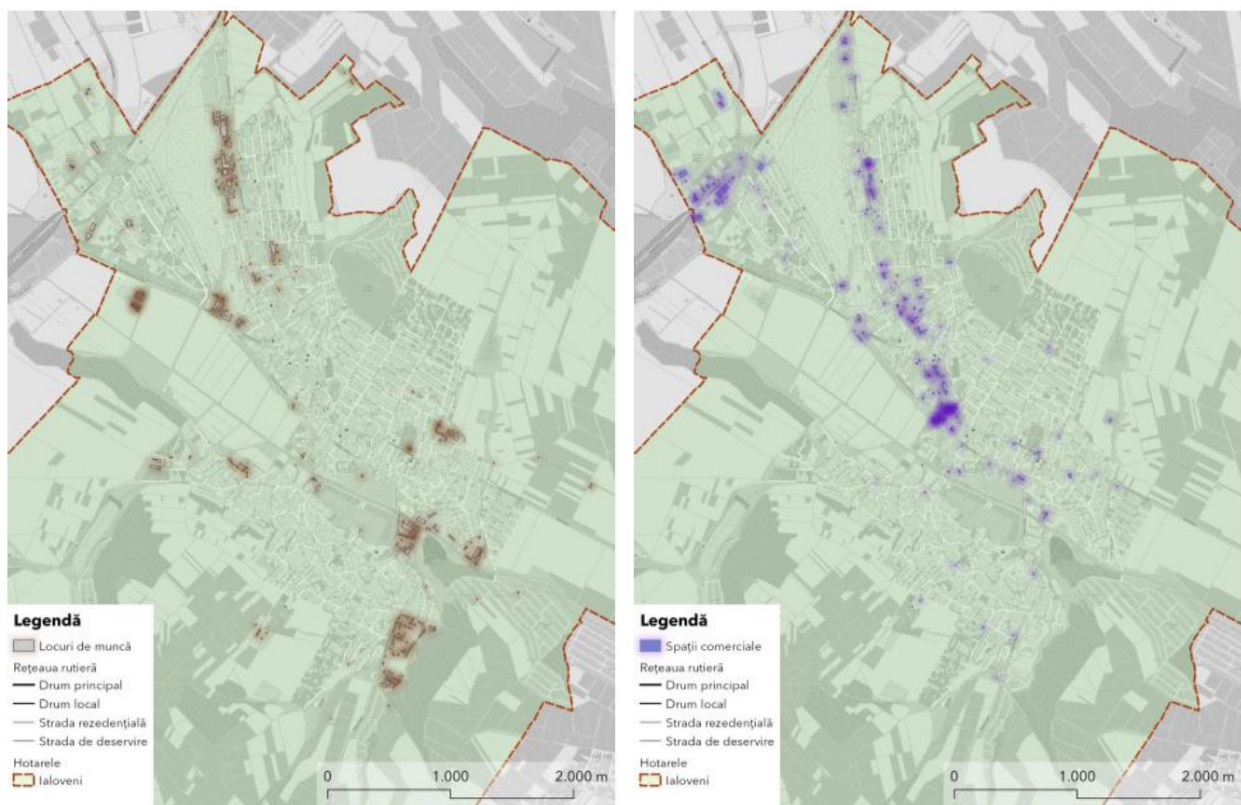 Legendă
Locuri de muncă
Rețeaua rutieră
Drum principal
Drum local
Strada rezedențială
Strada de deservire
Hotarele
Ialoveni
0 1.000 2.000 m
Legendă
Spații comerciale
Rețeaua rutieră
Drum principal
Drum local
Strada rezedențială
Strada de deservire
Hotarele
Ialoveni
0 1.000 2.000 m